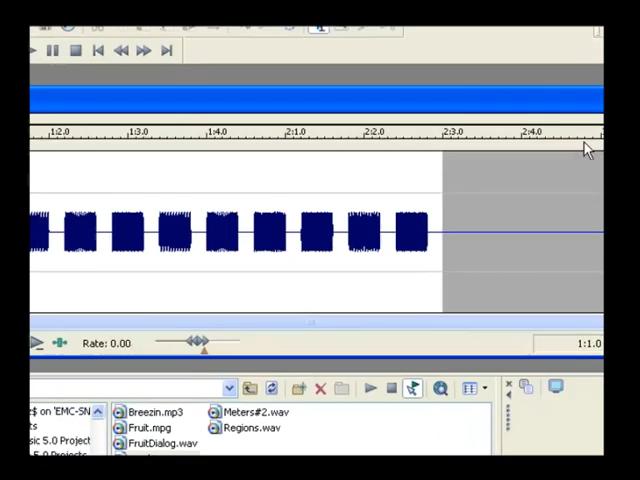 1:2.0 1:3.0 1:4.0 2:1.0 2:2.0 2:3.0 2:4.0
Rate: 0.00 1:1.0
z$ on 'EMC-SN
ts
sic 5.0 Project
5.0 Projects
Breezin.mp3 Meters#2.wav
Fruit.mpg Regions.wav
FruitDialog.wav